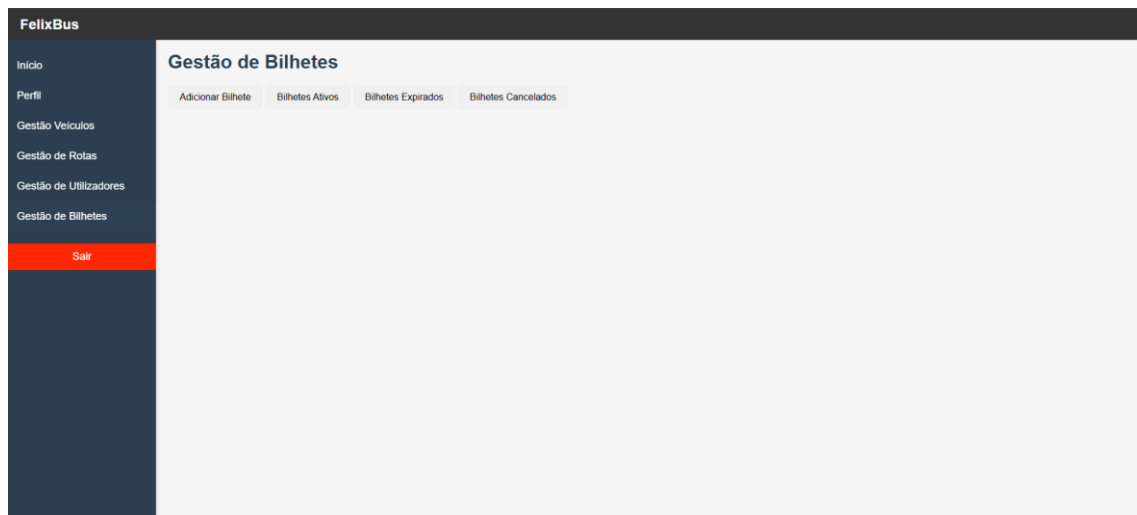 FelixBus
Início
Perfil
Gestão Veículos
Gestão de Rotas
Gestão de Utilizadores
Gestão de Bilhetes
Sair
Gestão de Bilhetes
Adicionar Bilhete Bilhetes Ativos Bilhetes Expirados Bilhetes Cancelados